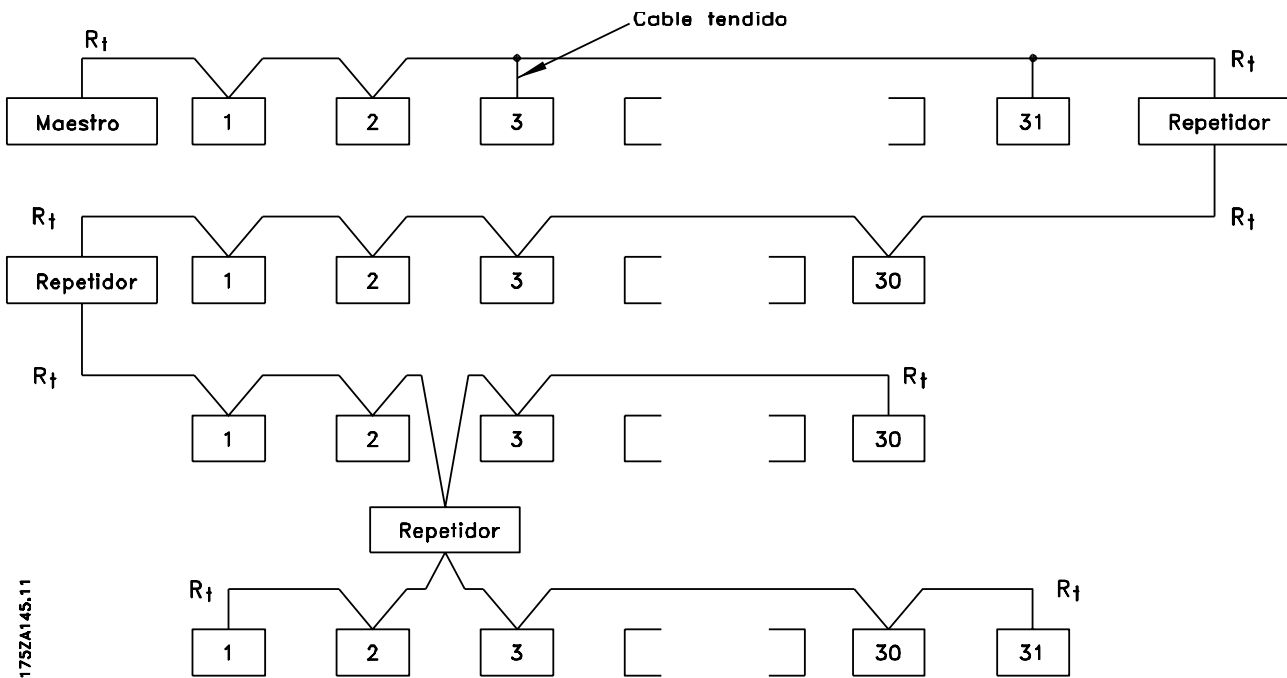 Cable tendido
Rt
Rt
Maestro 1 2 3 31 Repetidor
Rt
Rt
Repetidor 1 2 3 30
Rt
Rt
1 2 3 30
Repetidor
Rt
Rt
1 2 3 30 31
175ZA145.11